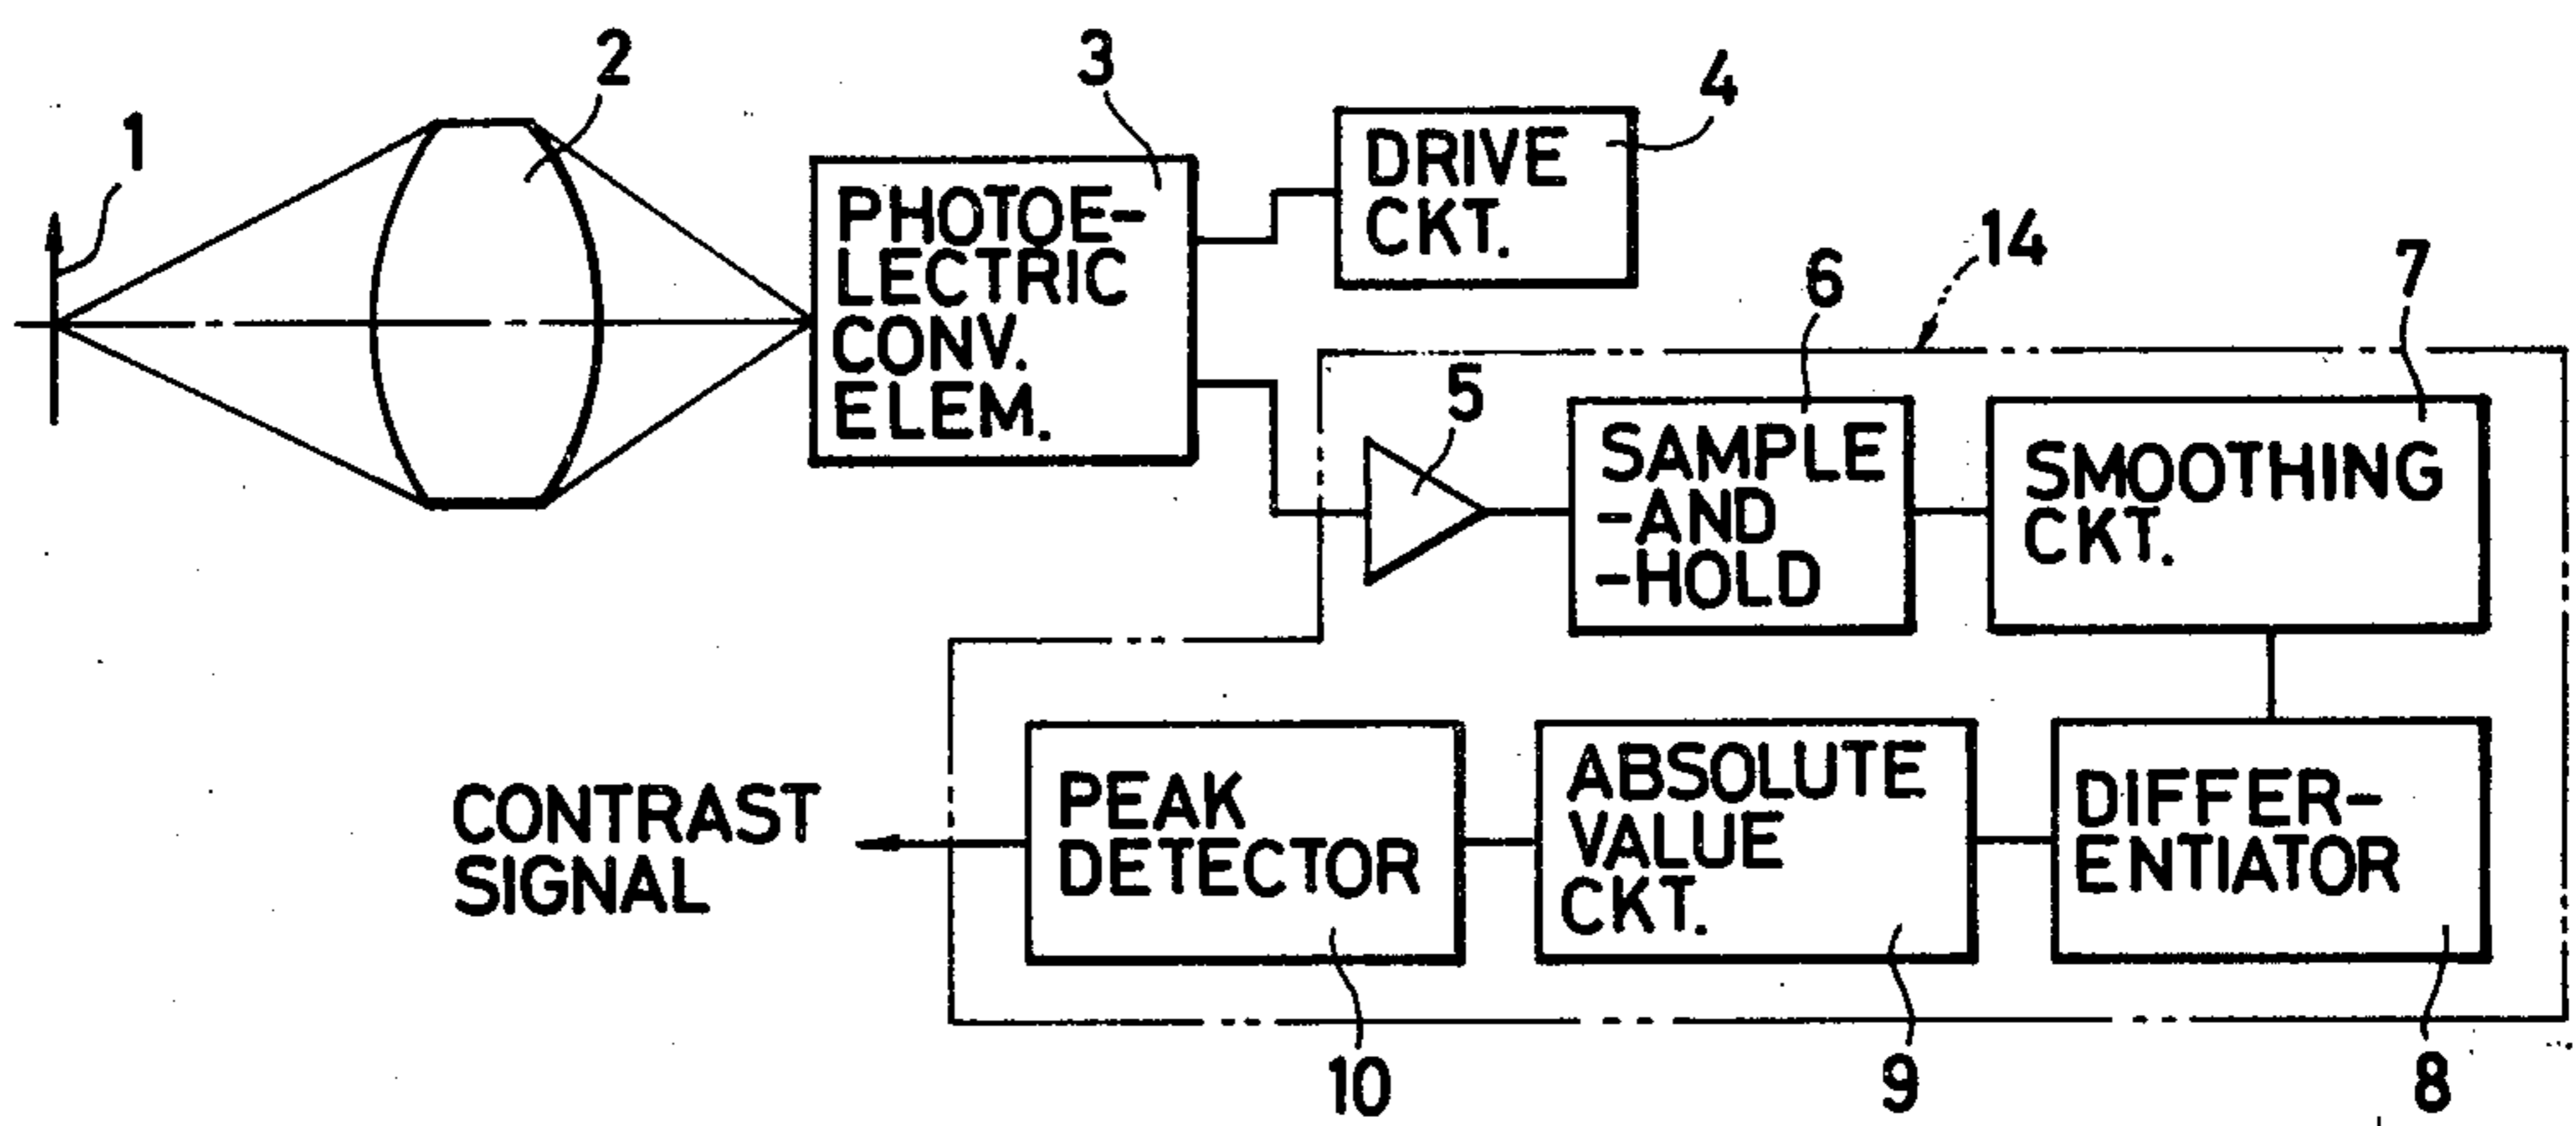 1
2
3
4
PHOTOE-
LECTRIC
CONV.
ELEM.
DRIVE
CKT.
14
5
6
7
SAMPLE
-AND
-HOLD
SMOOTHING
CKT.
CONTRAST
SIGNAL
PEAK
DETECTOR
ABSOLUTE
VALUE
CKT.
DIFFER-
ENTIATOR
10
9
8